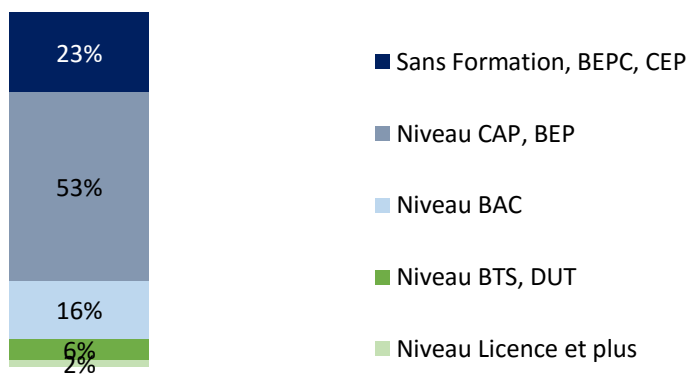 23%
53%
16%
6%
2%
Sans Formation, BEPC, CEP
Niveau CAP, BEP
Niveau BAC
Niveau BTS, DUT
Niveau Licence et plus